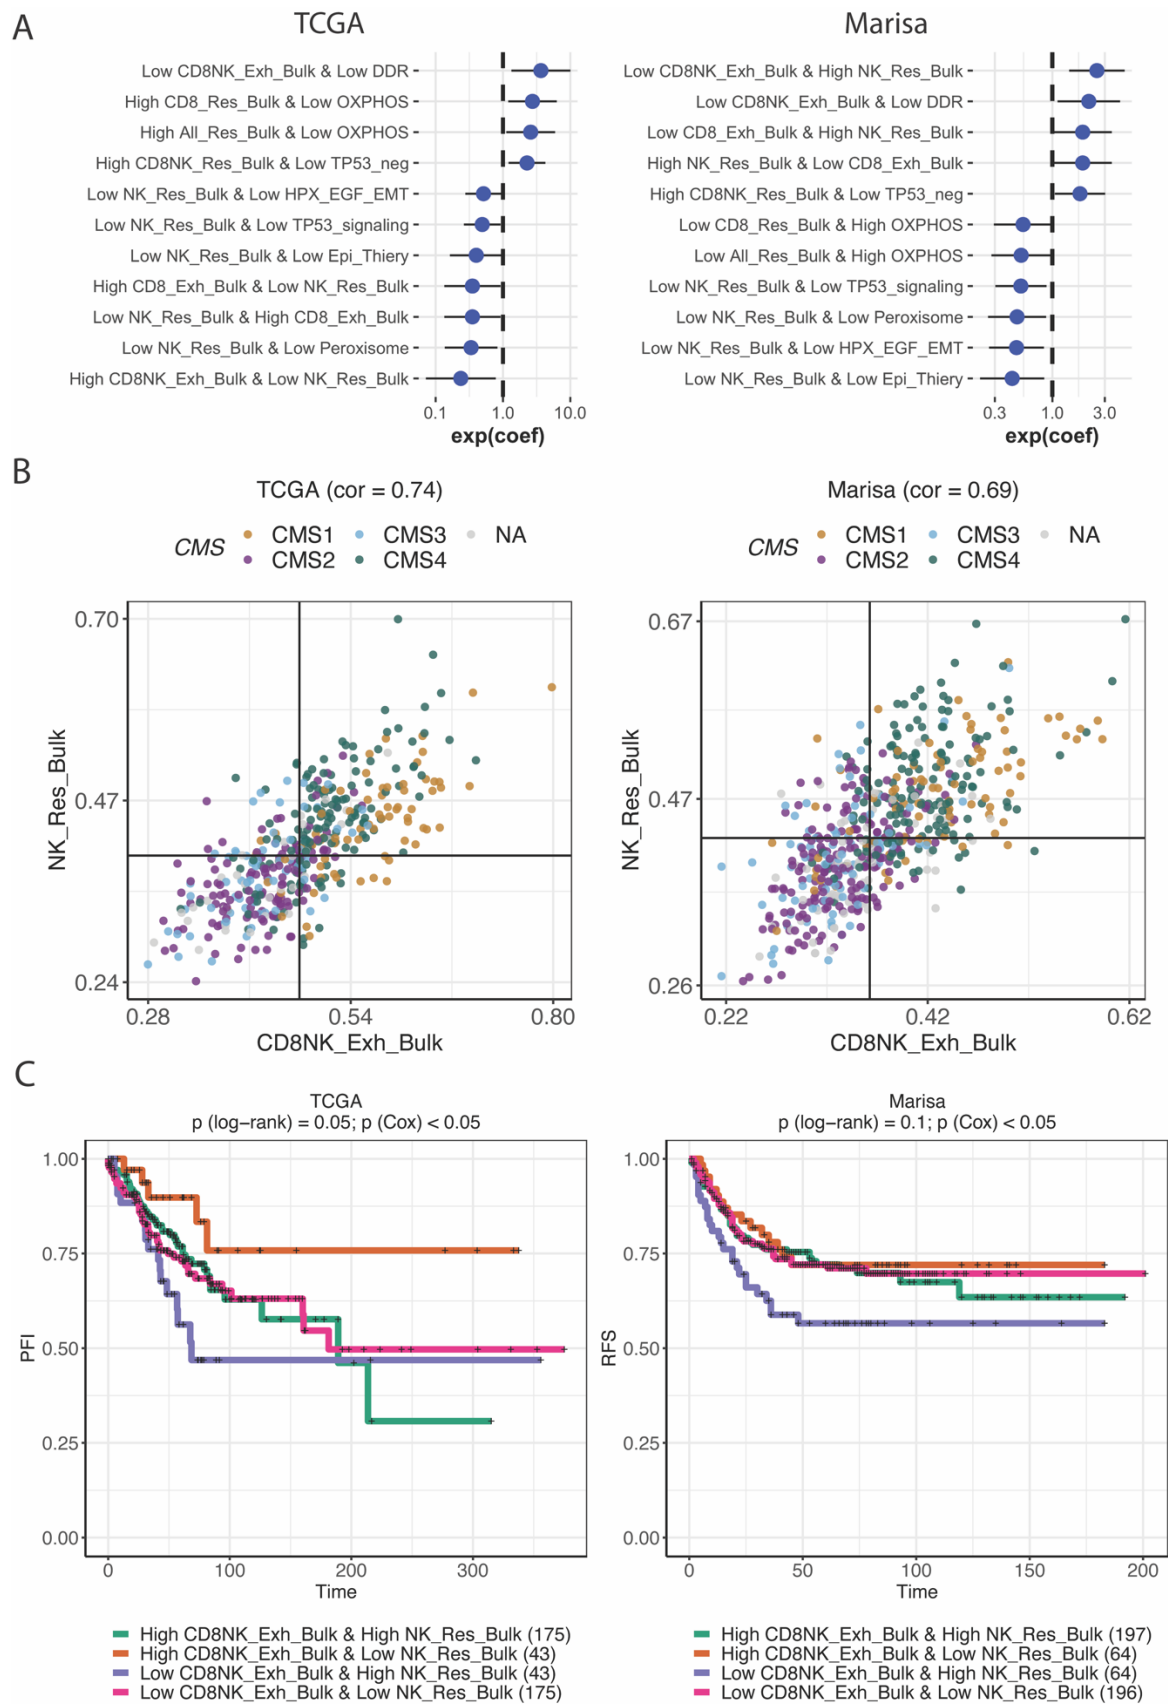 A
TCGA
Marisa
Low CD8NK_Exh_Bulk & Low DDR
High CD8_Res_Bulk & Low OXPHOS
High All_Res_Bulk & Low OXPHOS
High CD8NK_Res_Bulk & Low TP53_neg
Low NK_Res_Bulk & Low HPX_EGF_EMT
Low NK_Res_Bulk & Low TP53_signaling
Low NK_Res_Bulk & Low Epi_Thiery
High CD8_Exh_Bulk & Low NK_Res_Bulk
Low NK_Res_Bulk & High CD8_Exh_Bulk
Low NK_Res_Bulk & Low Peroxisome
High CD8NK_Exh_Bulk & Low NK_Res_Bulk
0.1 1.0 10.0
exp(coef)
Low CD8NK_Exh_Bulk & High NK_Res_Bulk
Low CD8NK_Exh_Bulk & Low DDR
Low CD8_Exh_Bulk & High NK_Res_Bulk
High NK_Res_Bulk & Low CD8_Exh_Bulk
High CD8NK_Res_Bulk & Low TP53_neg
Low CD8_Res_Bulk & High OXPHOS
Low All_Res_Bulk & High OXPHOS
Low NK_Res_Bulk & Low TP53_signaling
Low NK_Res_Bulk & Low Peroxisome
Low NK_Res_Bulk & Low HPX_EGF_EMT
Low NK_Res_Bulk & Low Epi_Thiery
0.3 1.0 3.0
exp(coef)
B
TCGA (cor = 0.74)
CMS CMS1 CMS3 NA
CMS2 CMS4
0.70
0.47
0.24
NK_Res_Bulk
0.28 0.54 0.80
CD8NK_Exh_Bulk
Marisa (cor = 0.69)
CMS CMS1 CMS3 NA
CMS2 CMS4
0.67
0.47
0.26
NK_Res_Bulk
0.22 0.42 0.62
CD8NK_Exh_Bulk
C
TCGA
p (log−rank) = 0.05; p (Cox) < 0.05
1.00
0.75
0.50
0.25
0.00
PFI
0 100 200 300
Time
High CD8NK_Exh_Bulk & High NK_Res_Bulk (175)
High CD8NK_Exh_Bulk & Low NK_Res_Bulk (43)
Low CD8NK_Exh_Bulk & High NK_Res_Bulk (43)
Low CD8NK_Exh_Bulk & Low NK_Res_Bulk (175)
Marisa
p (log−rank) = 0.1; p (Cox) < 0.05
1.00
0.75
0.50
0.25
0.00
RFS
0 50 100 150 200
Time
High CD8NK_Exh_Bulk & High NK_Res_Bulk (197)
High CD8NK_Exh_Bulk & Low NK_Res_Bulk (64)
Low CD8NK_Exh_Bulk & High NK_Res_Bulk (64)
Low CD8NK_Exh_Bulk & Low NK_Res_Bulk (196)